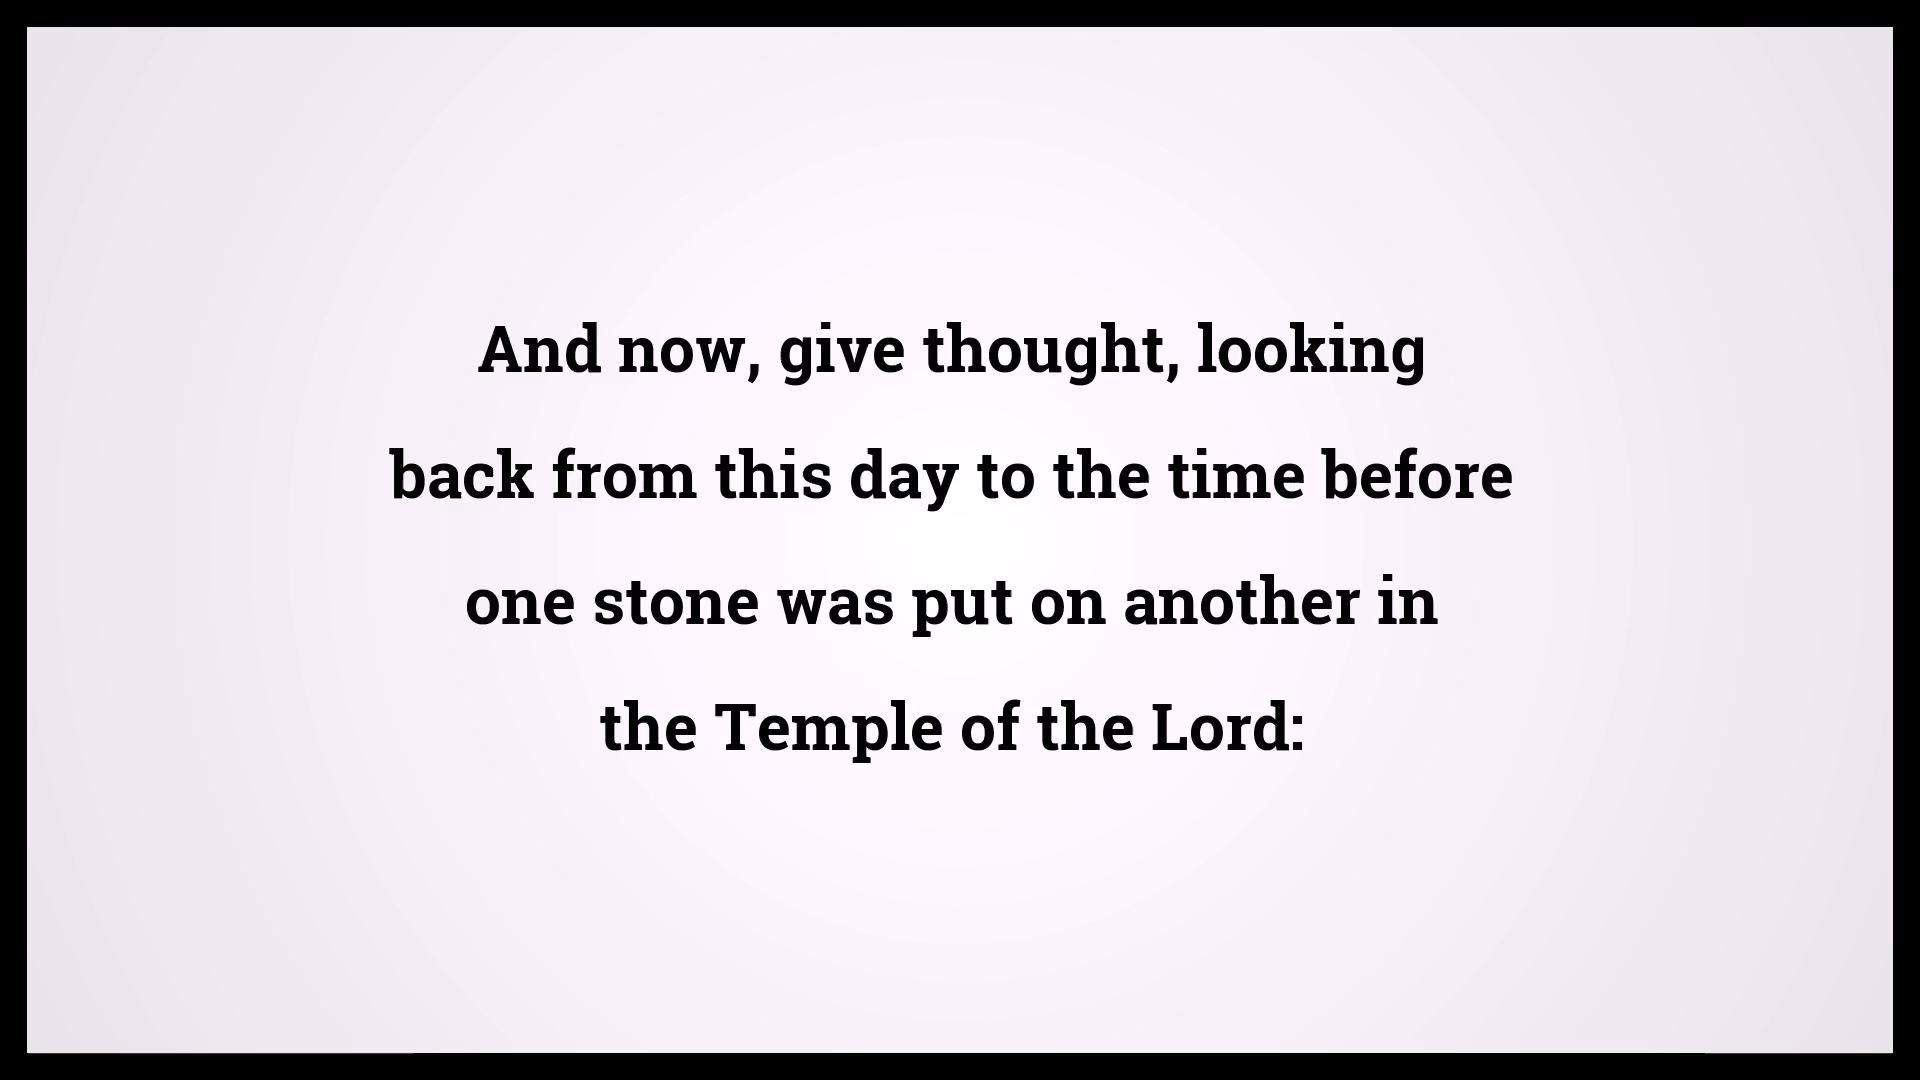 And now, give thought, looking
back from this day to the time before
one stone was put on another in
the Temple of the Lord: